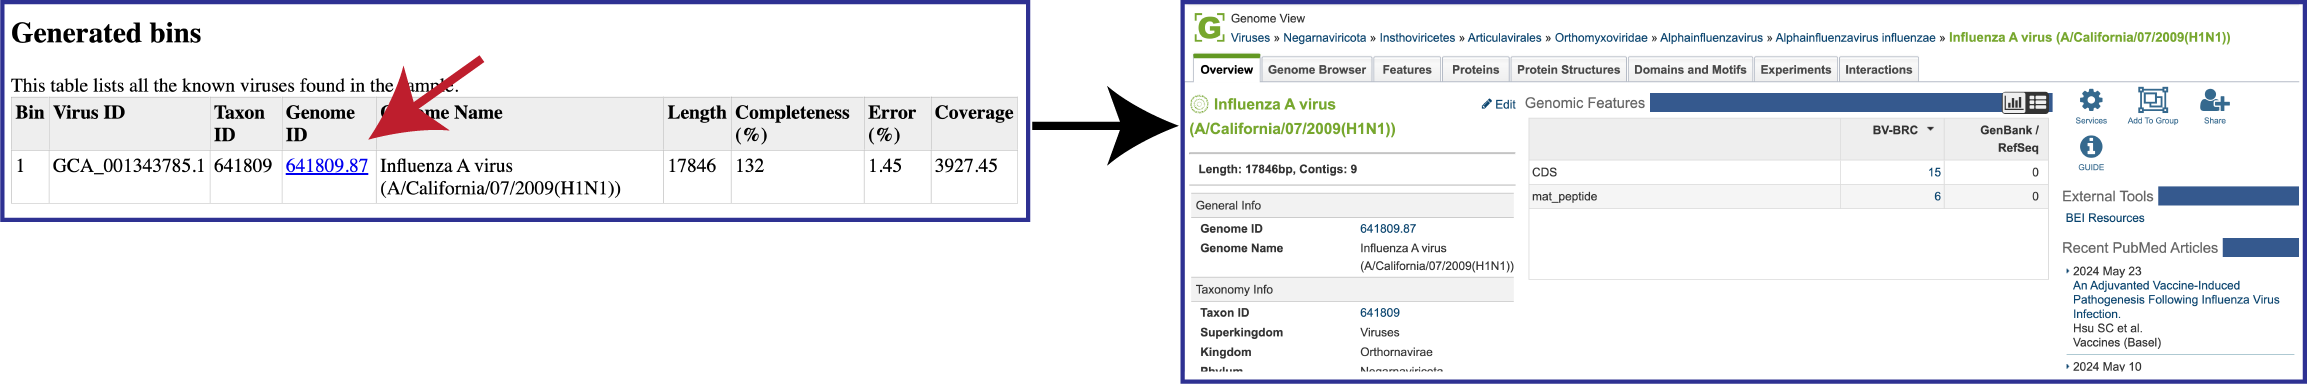 Generated bins
This table lists all the known viruses found in the sample.
Bin Virus ID Taxon ID Genome ID Name Length Completeness (%) Error (%) Coverage
1 GCA_001343785.1 641809 641809.87 Influenza A virus (A/California/07/2009(H1N1)) 17846 132 1.45 3927.45
G Genome View
Viruses » Negarnaviricota » Insthoviricetes » Articulavirales » Orthomyxoviridae » Alphainfluenzavirus » Alphainfluenzavirus influenzae » Influenza A virus (A/California/07/2009(H1N1))
Overview Genome Browser Features Proteins Protein Structures Domains and Motifs Experiments Interactions
Influenza A virus
(A/California/07/2009(H1N1))
Edit
Length: 17846bp, Contigs: 9
General Info
Genome ID 641809.87
Genome Name Influenza A virus
(A/California/07/2009(H1N1))
Taxonomy Info
Taxon ID 641809
Superkingdom Viruses
Kingdom Orthornavirae
Phylum Negarnaviricota
Genomic Features
BV-BRC GenBank / RefSeq
CDS 15 0
mat_peptide 6 0
Services Add To Group Share
GUIDE
External Tools
BEI Resources
Recent PubMed Articles
2024 May 23
An Adjuvanted Vaccine-Induced
Pathogenesis Following Influenza Virus
Infection.
Hsu SC et al.
Vaccines (Basel)
2024 May 10